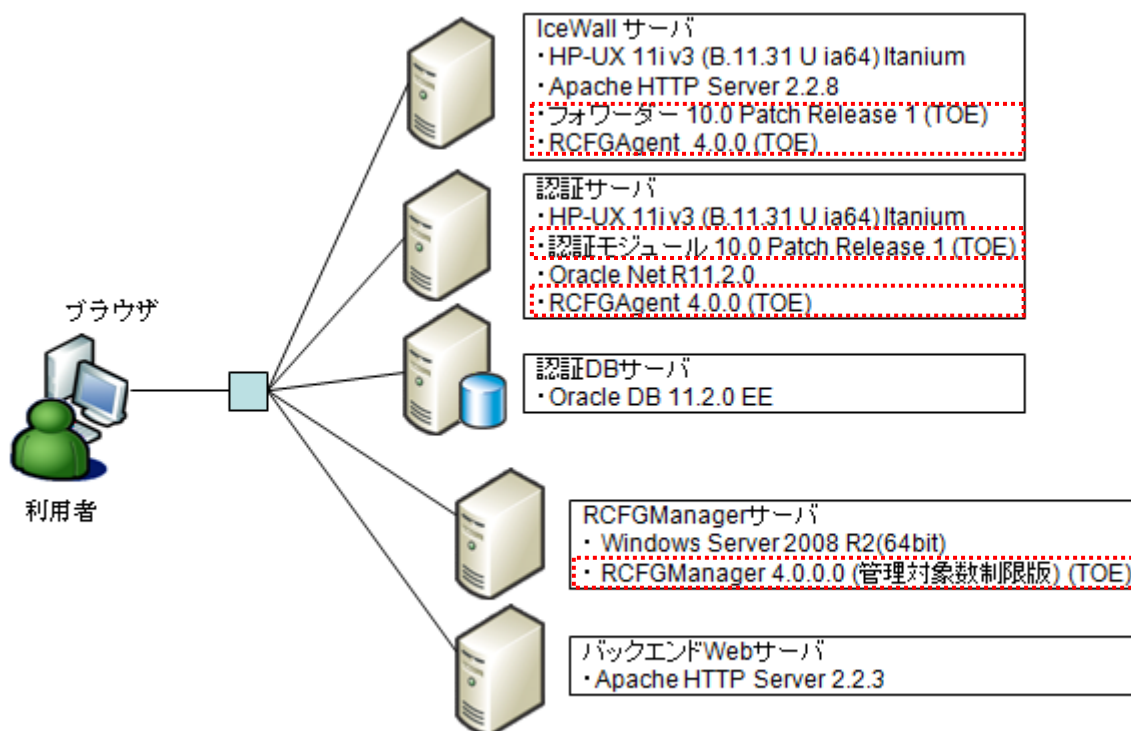 IceWall サーバ
・HP-UX 11i v3 (B.11.31 U ia64) Itanium
・Apache HTTP Server 2.2.8
・フォワーダー 10.0 Patch Release 1 (TOE)
・RCFGAgent 4.0.0 (TOE)
認証サーバ
・HP-UX 11i v3 (B.11.31 U ia64) Itanium
・認証モジュール 10.0 Patch Release 1 (TOE)
・Oracle Net R11.2.0
・RCFGAgent 4.0.0 (TOE)
ブラウザ
認証DBサーバ
・Oracle DB 11.2.0 EE
利用者
RCFGManagerサーバ
・ Windows Server 2008 R2(64bit)
・ RCFGManager 4.0.0.0 (管理対象数制限版) (TOE)
バックエンドWebサーバ
・Apache HTTP Server 2.2.3